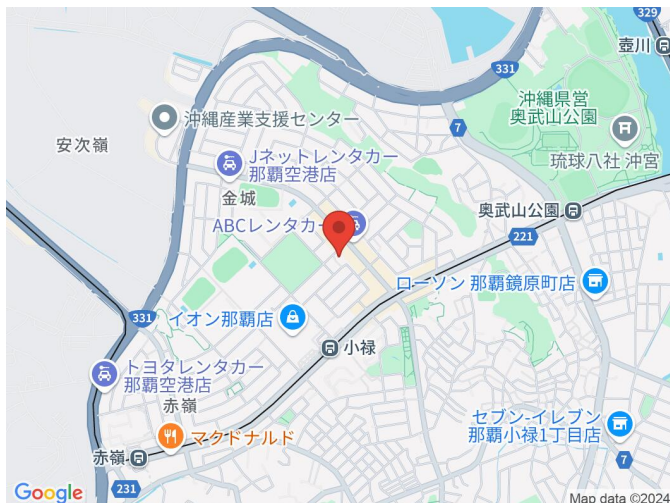 329
壺川
331
沖縄県営
奥武山公園
7
沖縄産業支援センター
安次嶺
琉球八社 沖宮
Jネットレンタカー
那覇空港店
金城
奥武山公園
ABCレンタカー
221
ローソン 那覇鏡原町店
331
イオン那覇店
小禄
トヨタレンタカー
那覇空港店
赤嶺
セブン-イレブン
那覇小禄1丁目店
マクドナルド
赤嶺
7
231
Google
Map data ©2024